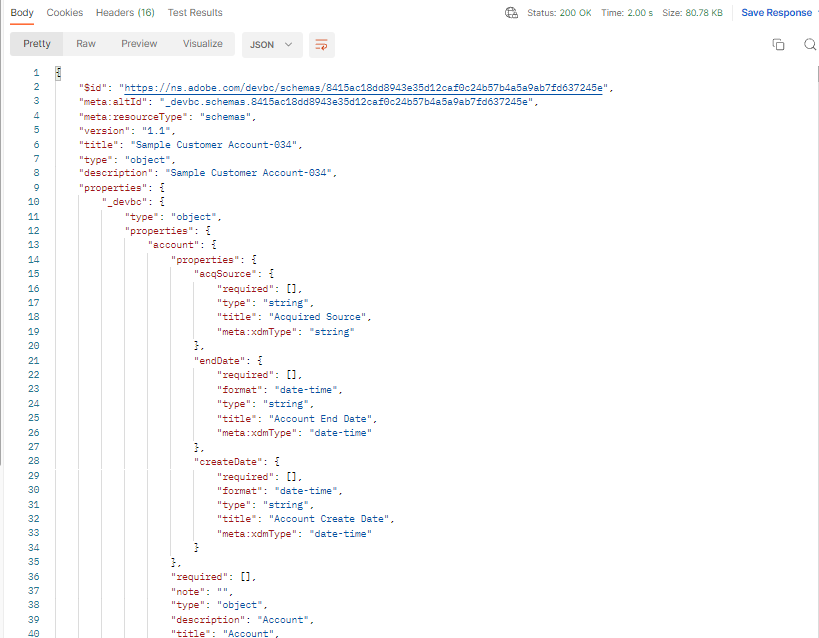 Body Cookies Headers (16) Test Results Status: 200 OK Time: 2.00 s Size: 80.78 KB Save Response
Pretty Raw Preview Visualize JSON
1 {
2 "$id": "https://ns.adobe.com/devbc/schemas/8415ac18dd8943e35d12caf0c24b57b4a5a9ab7fd637245e",
3 "meta:altId": "_devbc.schemas.8415ac18dd8943e35d12caf0c24b57b4a5a9ab7fd637245e",
4 "meta:resourceType": "schemas",
5 "version": "1.1",
6 "title": "Sample Customer Account-034",
7 "type": "object",
8 "description": "Sample Customer Account-034",
9 "properties": {
10 "_devbc": {
11 "type": "object",
12 "properties": {
13 "account": {
14 "properties": {
15 "acqSource": {
16 "required": [],
17 "type": "string",
18 "title": "Acquired Source",
19 "meta:xdmType": "string"
20 },
21 "endDate": {
22 "required": [],
23 "format": "date-time",
24 "type": "string",
25 "title": "Account End Date",
26 "meta:xdmType": "date-time"
27 },
28 "createDate": {
29 "required": [],
30 "format": "date-time",
31 "type": "string",
32 "title": "Account Create Date",
33 "meta:xdmType": "date-time"
34 }
35 },
36 "required": [],
37 "note": "",
38 "type": "object",
39 "description": "Account",
40 "title": "Account",